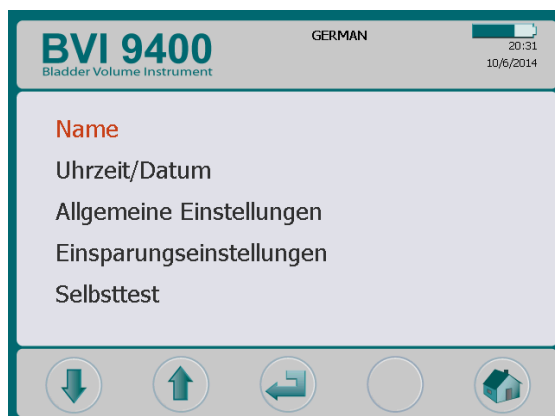 BVI 9400
Bladder Volume Instrument
GERMAN
20:31
10/6/2014
Name
Uhrzeit/Datum
Allgemeine Einstellungen
Einsparungseinstellungen
Selbsttest